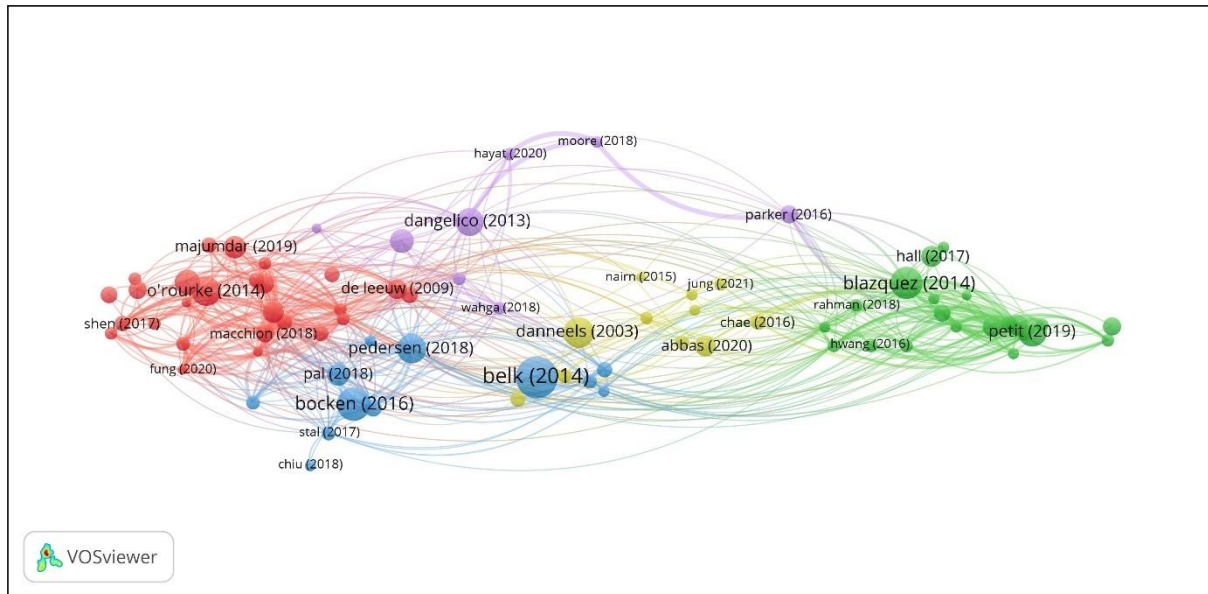 moore (2018)
hayat (2020)
parker (2016)
dangelico (2013)
majumdar (2019)
hall (2017)
nairn (2015)
blazquez (2014)
jung (2021)
o'rourke (2014)
de leeuw (2009)
rahman (2018)
wahga (2018)
shen (2017)
macchion (2018)
danneels (2003)
chae (2016)
petit (2019)
pedersen (2018)
abbas (2020)
hwang (2016)
fung (2020)
pal (2018)
belk (2014)
bocken (2016)
stal (2017)
chiu (2018)
VOSviewer